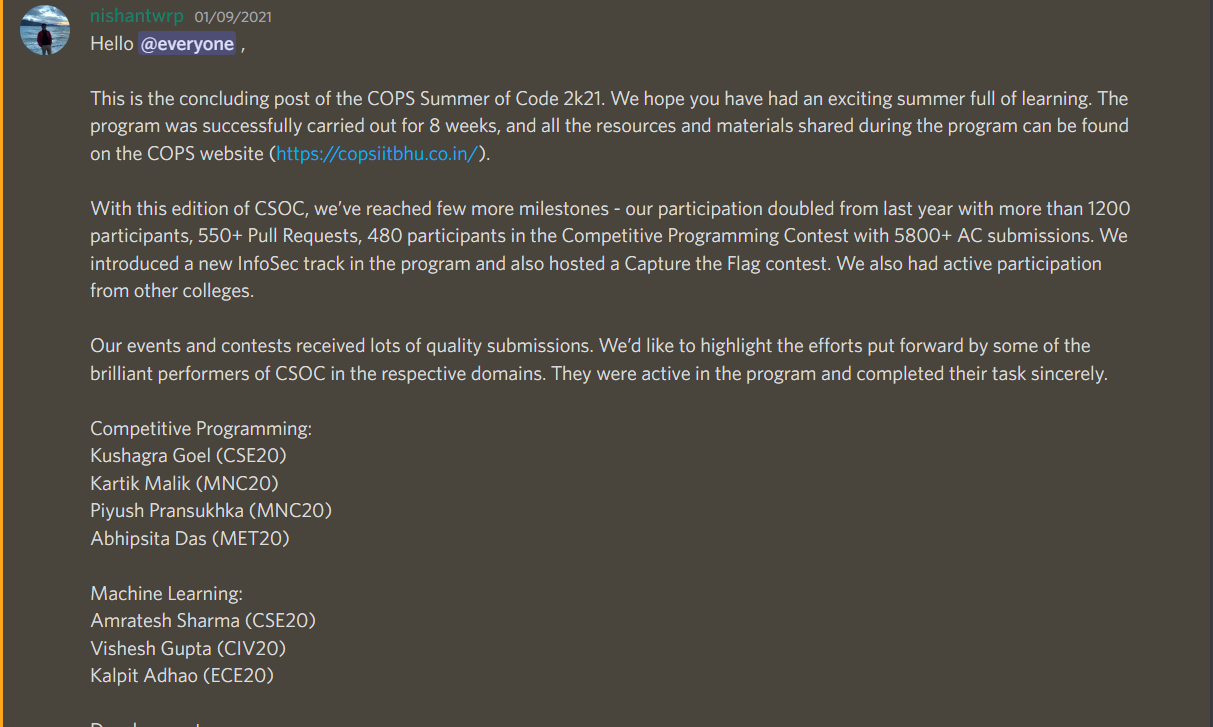 nishantwrp 01/09/2021
Hello @everyone ,
This is the concluding post of the COPS Summer of Code 2k21. We hope you have had an exciting summer full of learning. The
program was successfully carried out for 8 weeks, and all the resources and materials shared during the program can be found
on the COPS website (https://copsiitbhu.co.in/).
With this edition of CSOC, we've reached few more milestones - our participation doubled from last year with more than 1200
participants, 550+ Pull Requests, 480 participants in the Competitive Programming Contest with 5800+ AC submissions. We
introduced a new InfoSec track in the program and also hosted a Capture the Flag contest. We also had active participation
from other colleges.
Our events and contests received lots of quality submissions. We'd like to highlight the efforts put forward by some of the
brilliant performers of CSOC in the respective domains. They were active in the program and completed their task sincerely.
Competitive Programming:
Kushagra Goel (CSE20)
Kartik Malik (MNC20)
Piyush Pransukhka (MNC20)
Abhipsita Das (MET20)
Machine Learning:
Amratesh Sharma (CSE20)
Vishesh Gupta (CIV20)
Kalpit Adhao (ECE20)